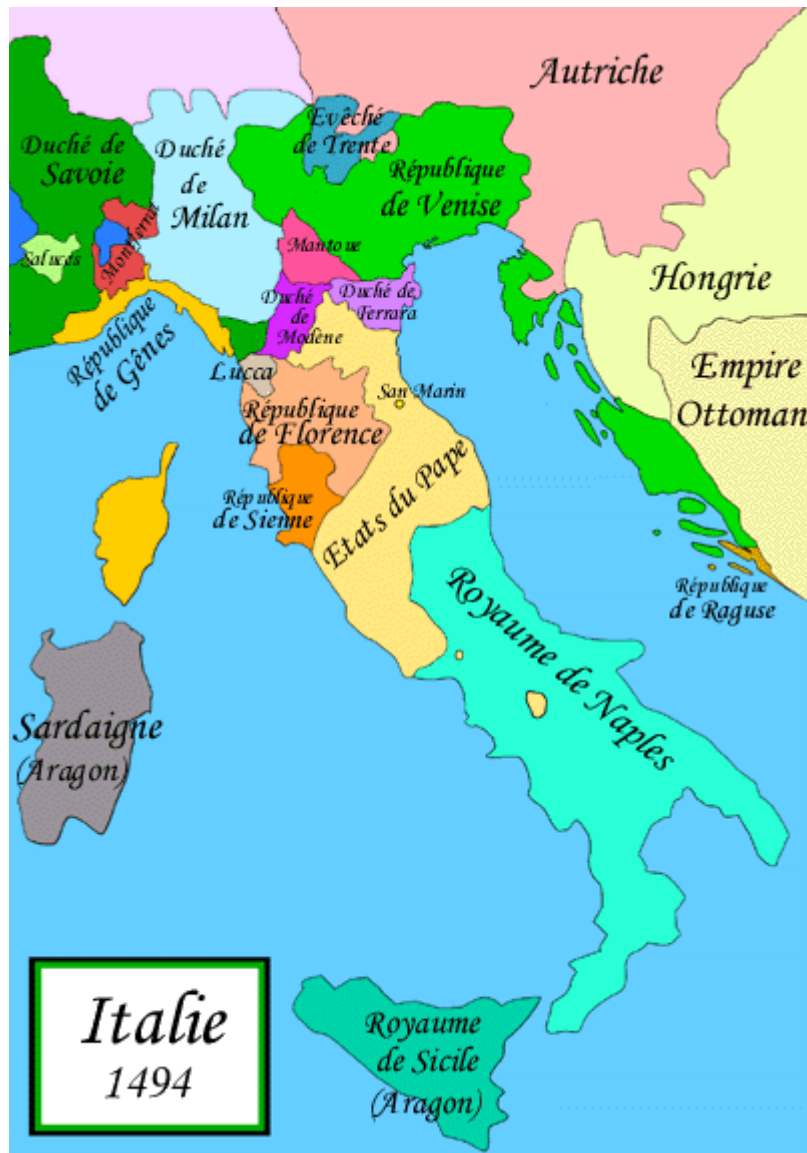 Autriche
Evêché
de Trente
Duché de
Savoie
Duché
de
Milan
République
de Venise
Mantoue
Saluces
Montferrat
Hongrie
Duché
de
Modène
Duché de
Ferrara
République
de Gênes
Lucca
San Marin
Empire
Ottoman
République
de Florence
République
de Sienne
Etats du Pape
République
de Raguse
Royaume de Naples
Sardaigne
(Aragon)
Italie
1494
Royaume
de Sicile
(Aragon)